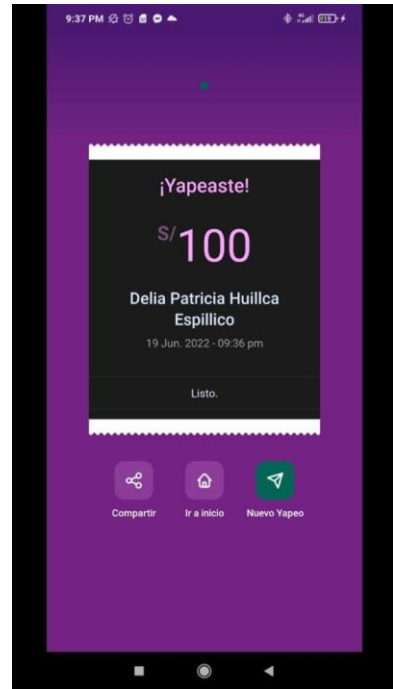 9:37 PM
¡Yapeaste!
S/100
Delia Patricia Huillca
Espillico
19 Jun. 2022 - 09:36 pm
Listo.
Compartir Ir a inicio Nuevo Yapeo